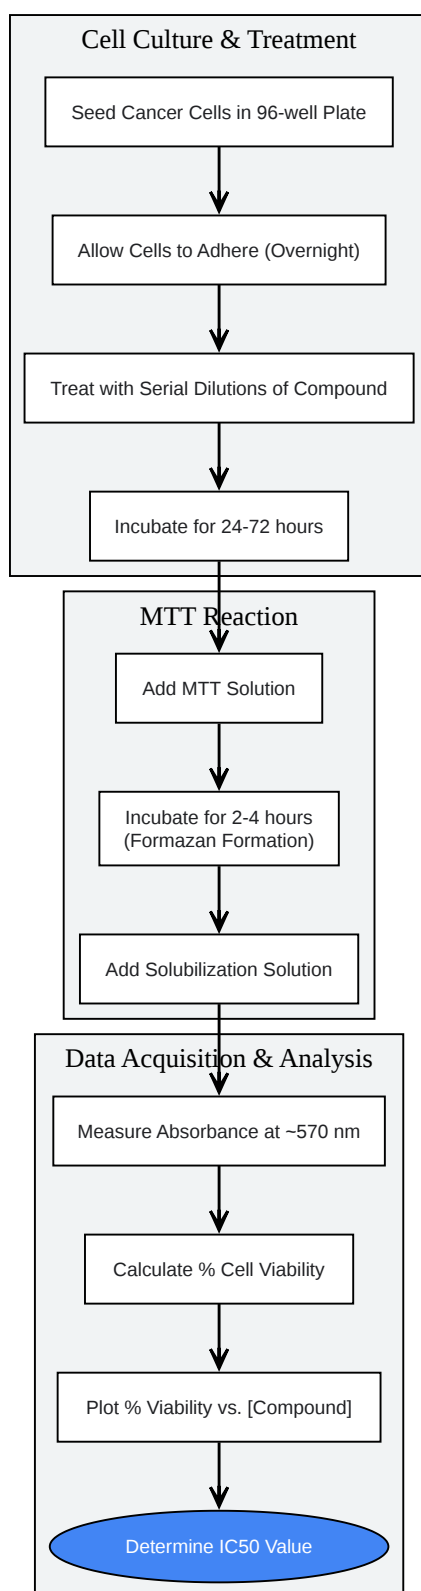 Cell Culture & Treatment
Seed Cancer Cells in 96-well Plate
Allow Cells to Adhere (Overnight)
Treat with Serial Dilutions of Compound
Incubate for 24-72 hours
MTT Reaction
Add MTT Solution
Incubate for 2-4 hours
(Formazan Formation)
Add Solubilization Solution
Data Acquisition & Analysis
Measure Absorbance at ~570 nm
Calculate % Cell Viability
Plot % Viability vs. [Compound]
Determine IC50 Value